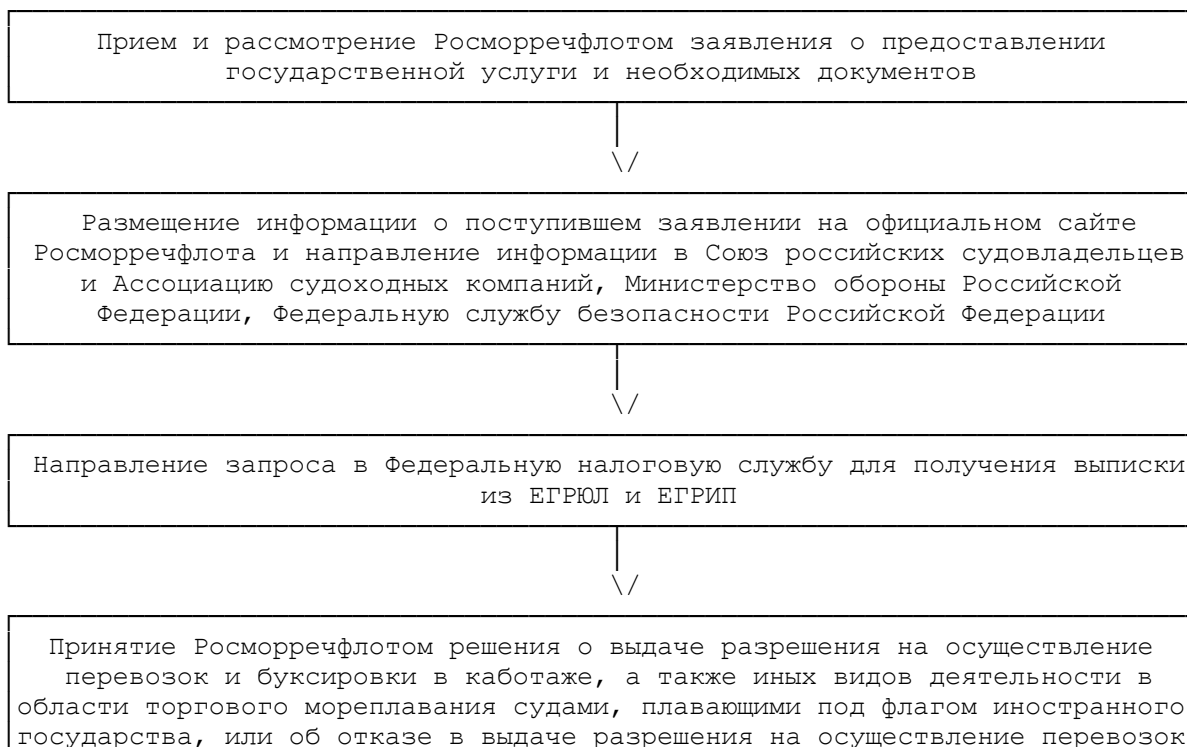 Прием и рассмотрение Росморречфлотом заявления о предоставлении
государственной услуги и необходимых документов
\/
Размещение информации о поступившем заявлении на официальном сайте
Росморречфлота и направление информации в Союз российских судовладельцев
и Ассоциацию судоходных компаний, Министерство обороны Российской
Федерации, Федеральную службу безопасности Российской Федерации
\/
Направление запроса в Федеральную налоговую службу для получения выписки
из ЕГРЮЛ и ЕГРИП
\/
Принятие Росморречфлотом решения о выдаче разрешения на осуществление
перевозок и буксировки в каботаже, а также иных видов деятельности в
области торгового мореплавания судами, плавающими под флагом иностранного
государства, или об отказе в выдаче разрешения на осуществление перевозок